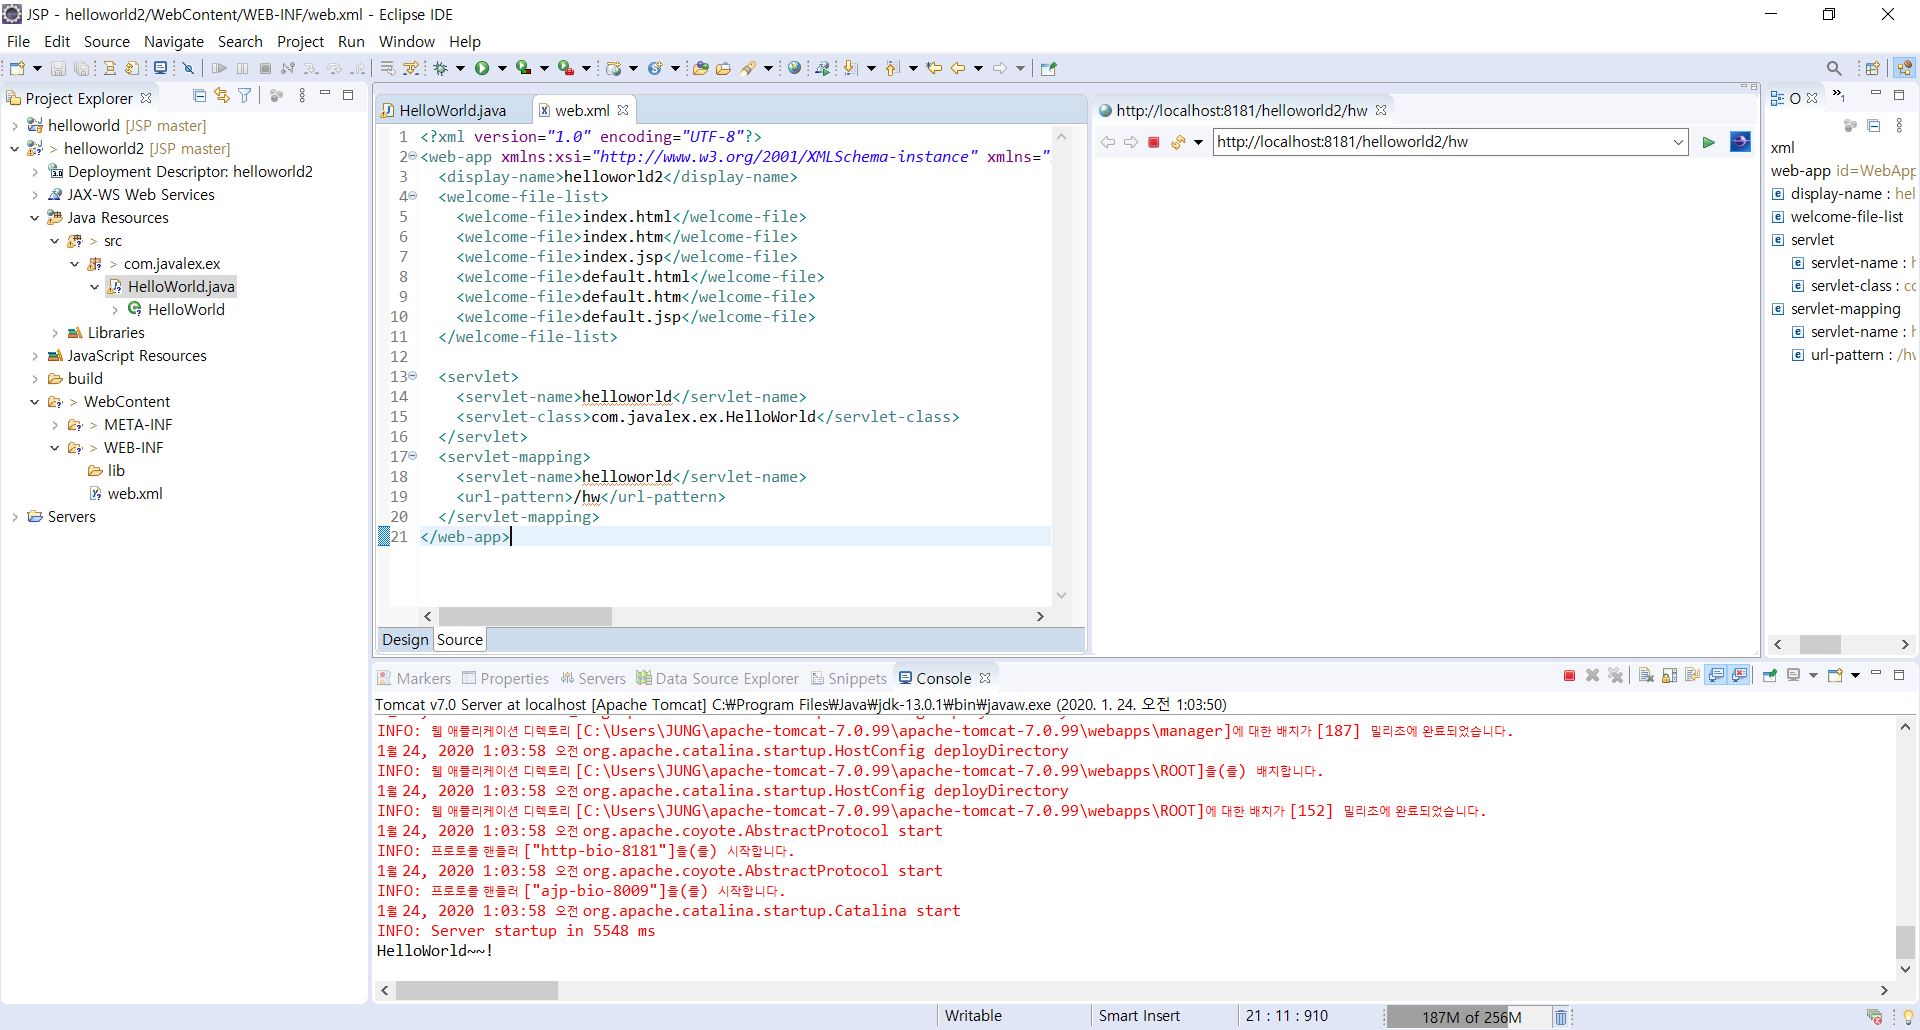 JSP - helloworld2/WebContent/WEB-INF/web.xml - Eclipse IDE
File Edit Source Navigate Search Project Run Window Help
Project Explorer
helloworld [JSP master]
> helloworld2 [JSP master]
Deployment Descriptor: helloworld2
JAX-WS Web Services
Java Resources
> src
> com.javalex.ex
HelloWorld.java
HelloWorld
Libraries
JavaScript Resources
build
> WebContent
> META-INF
> WEB-INF
lib
web.xml
Servers
HelloWorld.java web.xml
1 <?xml version="1.0" encoding="UTF-8"?>
2 <web-app xmlns:xsi="http://www.w3.org/2001/XMLSchema-instance" xmlns="
3 <display-name>helloworld2</display-name>
4 <welcome-file-list>
5 <welcome-file>index.html</welcome-file>
6 <welcome-file>index.htm</welcome-file>
7 <welcome-file>index.jsp</welcome-file>
8 <welcome-file>default.html</welcome-file>
9 <welcome-file>default.htm</welcome-file>
10 <welcome-file>default.jsp</welcome-file>
11 </welcome-file-list>
12
13 <servlet>
14 <servlet-name>helloworld</servlet-name>
15 <servlet-class>com.javalex.ex.HelloWorld</servlet-class>
16 </servlet>
17 <servlet-mapping>
18 <servlet-name>helloworld</servlet-name>
19 <url-pattern>/hw</url-pattern>
20 </servlet-mapping>
21 </web-app>
Design Source
http://localhost:8181/helloworld2/hw
http://localhost:8181/helloworld2/hw
O
xml
web-app id=WebApp
display-name : hel
welcome-file-list
servlet
servlet-name : h
servlet-class : co
servlet-mapping
servlet-name : h
url-pattern : /hw
Markers Properties Servers Data Source Explorer Snippets Console
Tomcat v7.0 Server at localhost [Apache Tomcat] C:₩Program Files₩Java₩jdk-13.0.1₩bin₩javaw.exe (2020. 1. 24. 오전 1:03:50)
INFO: 웹 애플리케이션 디렉토리 [C:\Users\JUNG\apache-tomcat-7.0.99\apache-tomcat-7.0.99\webapps\manager]에 대한 배치가 [187] 밀리초에 완료되었습니다.
1월 24, 2020 1:03:58 오전 org.apache.catalina.startup.HostConfig deployDirectory
INFO: 웹 애플리케이션 디렉토리 [C:\Users\JUNG\apache-tomcat-7.0.99\apache-tomcat-7.0.99\webapps\ROOT]을(를) 배치합니다.
1월 24, 2020 1:03:58 오전 org.apache.catalina.startup.HostConfig deployDirectory
INFO: 웹 애플리케이션 디렉토리 [C:\Users\JUNG\apache-tomcat-7.0.99\apache-tomcat-7.0.99\webapps\ROOT]에 대한 배치가 [152] 밀리초에 완료되었습니다.
1월 24, 2020 1:03:58 오전 org.apache.coyote.AbstractProtocol start
INFO: 프로토콜 핸들러 ["http-bio-8181"]을(를) 시작합니다.
1월 24, 2020 1:03:58 오전 org.apache.coyote.AbstractProtocol start
INFO: 프로토콜 핸들러 ["ajp-bio-8009"]을(를) 시작합니다.
1월 24, 2020 1:03:58 오전 org.apache.catalina.startup.Catalina start
INFO: Server startup in 5548 ms
HelloWorld~~!
Writable Smart Insert 21 : 11 : 910 187M of 256M